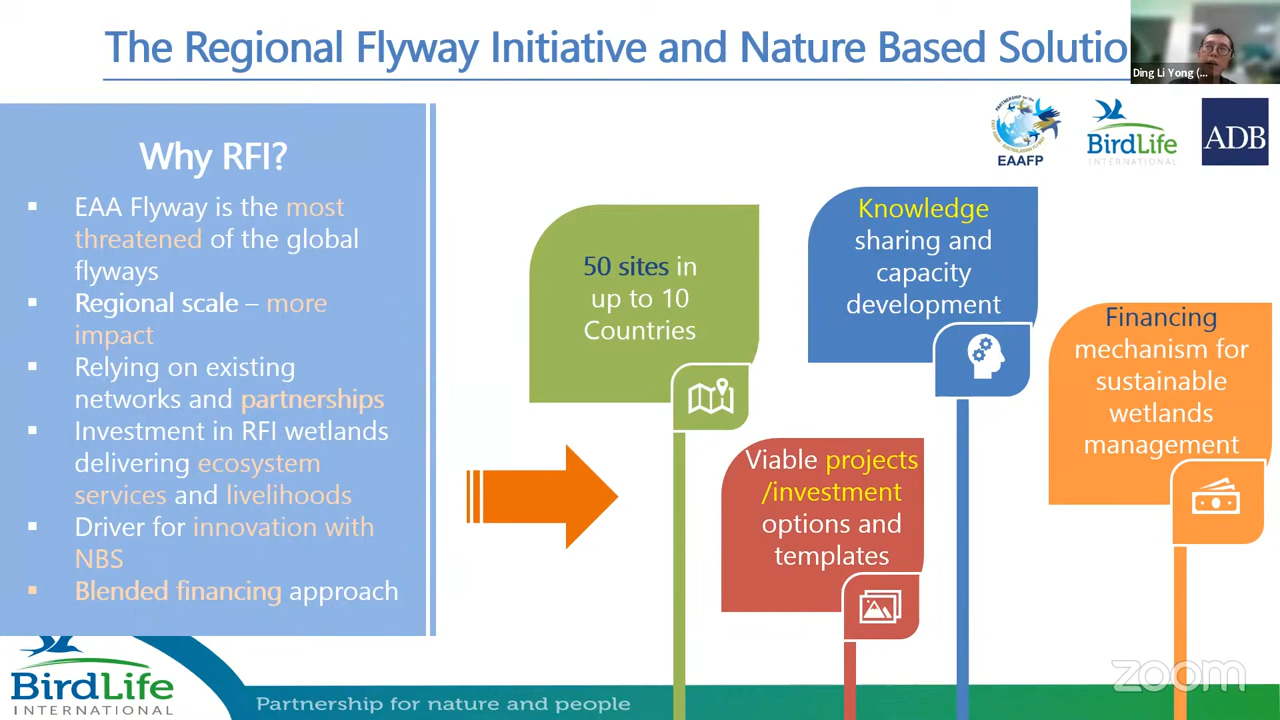 The Regional Flyway Initiative and Nature Based Solutio
Ding Li Yong (...
EAAFP
BirdLife
INTERNATIONAL
ADB
Why RFI?
▪ EAA Flyway is the most
threatened of the global
flyways
▪ Regional scale – more
impact
▪ Relying on existing
networks and partnerships
▪ Investment in RFI wetlands
delivering ecosystem
services and livelihoods
▪ Driver for innovation with
NBS
▪ Blended financing approach
50 sites in
up to 10
Countries
Knowledge
sharing and
capacity
development
Financing
mechanism for
sustainable
wetlands
management
Viable projects
/investment
options and
templates
BirdLife
INTERNATIONAL
Partnership for nature and people
zoom